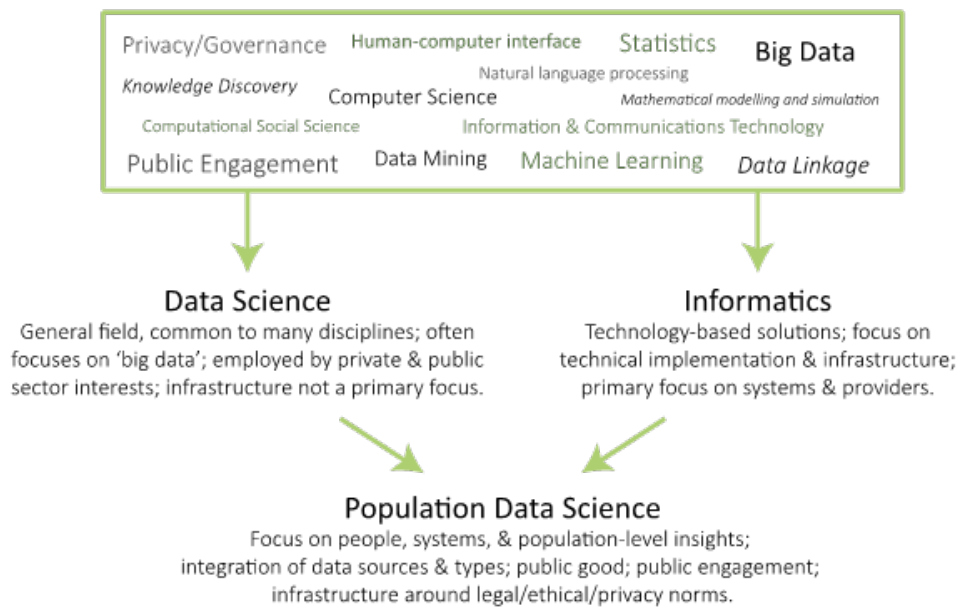 Privacy/Governance Human-computer interface Statistics Big Data
Natural language processing
Knowledge Discovery Computer Science Mathematical modelling and simulation
Computational Social Science Information & Communications Technology
Public Engagement Data Mining Machine Learning Data Linkage
Data Science
General field, common to many disciplines; often
focuses on ‘big data’; employed by private & public
sector interests; infrastructure not a primary focus.
Informatics
Technology-based solutions; focus on
technical implementation & infrastructure;
primary focus on systems & providers.
Population Data Science
Focus on people, systems, & population-level insights;
integration of data sources & types; public good; public engagement;
infrastructure around legal/ethical/privacy norms.